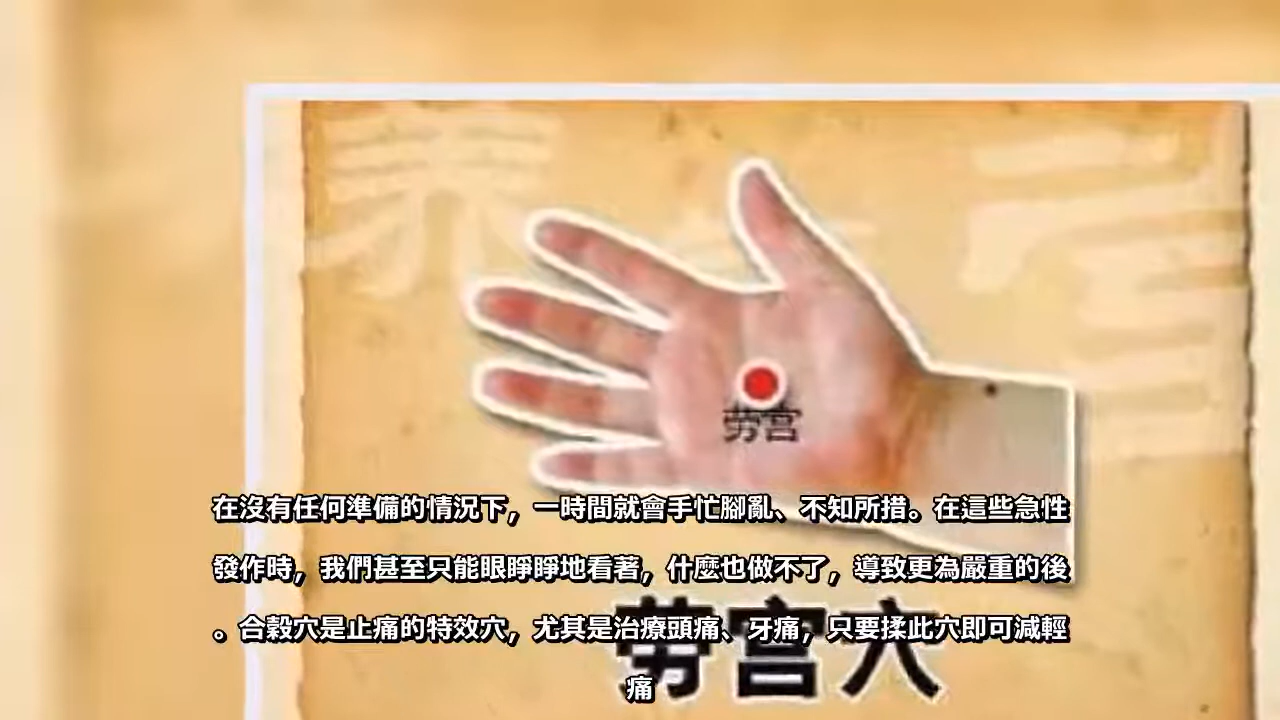 劳宫
在沒有任何準備的情況下，一時間就會手忙腳亂、不知所措。在這些急性
發作時，我們甚至只能眼睜睜地看著，什麼也做不了，導致更為嚴重的後
。合穀穴是止痛的特效穴，尤其是治療頭痛、牙痛，只要揉此穴即可減輕
痛
劳宫穴